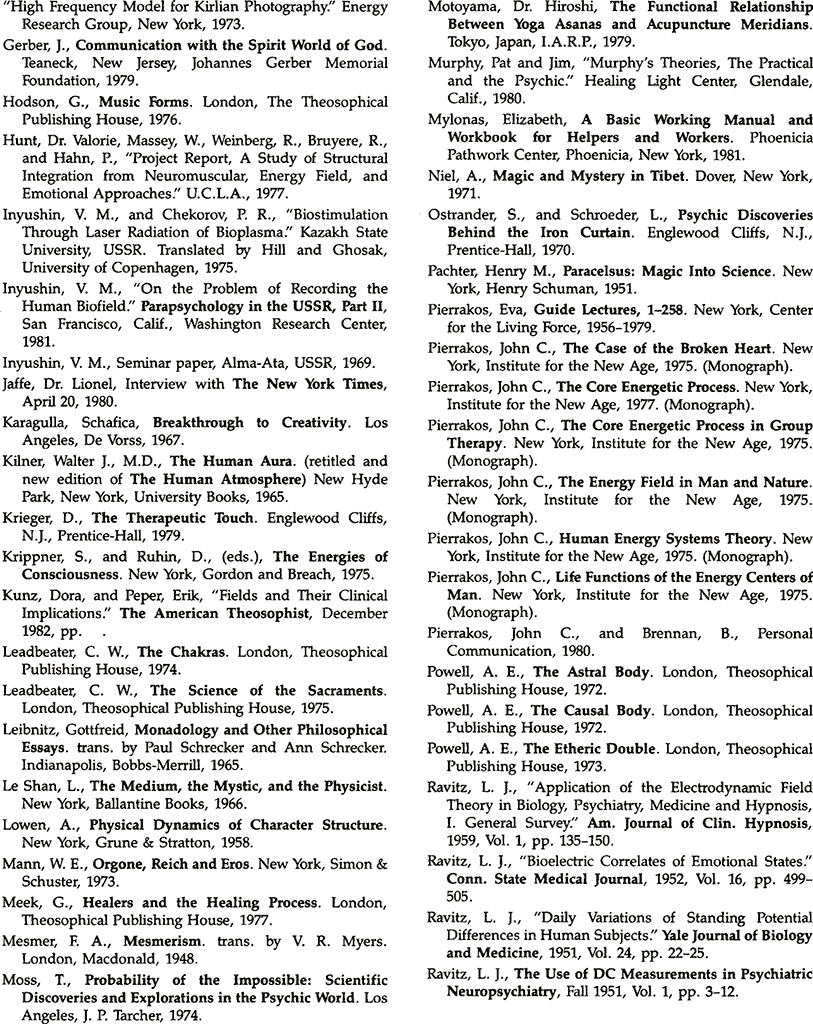 "High Frequency Model for Kirlian Photography." Energy
Research Group, New York, 1973.
Gerber, J., Communication with the Spirit World of God.
Teaneck, New Jersey, Johannes Gerber Memorial
Foundation, 1979.
Hodson, G., Music Forms. London, The Theosophical
Publishing House, 1976.
Hunt, Dr. Valorie, Massey, W., Weinberg, R., Bruyere, R.,
and Hahn, P., "Project Report, A Study of Structural
Integration from Neuromuscular, Energy Field, and
Emotional Approaches." U.C.L.A., 1977.
Inyushin, V. M., and Chekorov, P. R., "Biostimulation
Through Laser Radiation of Bioplasma." Kazakh State
University, USSR. Translated by Hill and Ghosak,
University of Copenhagen, 1975.
Inyushin, V. M., "On the Problem of Recording the
Human Biofield." Parapsychology in the USSR, Part II,
San Francisco, Calif., Washington Research Center,
1981.
Inyushin, V. M., Seminar paper, Alma-Ata, USSR, 1969.
Jaffe, Dr. Lionel, Interview with The New York Times,
April 20, 1980.
Karagulla, Schafica, Breakthrough to Creativity. Los
Angeles, De Vorss, 1967.
Kilner, Walter J., M.D., The Human Aura. (retitled and
new edition of The Human Atmosphere) New Hyde
Park, New York, University Books, 1965.
Krieger, D., The Therapeutic Touch. Englewood Cliffs,
N.J., Prentice-Hall, 1979.
Krippner, S., and Ruhin, D., (eds.), The Energies of
Consciousness. New York, Gordon and Breach, 1975.
Kunz, Dora, and Peper, Erik, "Fields and Their Clinical
Implications." The American Theosophist, December
1982, pp. .
Leadbeater, C. W., The Chakras. London, Theosophical
Publishing House, 1974.
Leadbeater, C. W., The Science of the Sacraments.
London, Theosophical Publishing House, 1975.
Leibnitz, Gottfreid, Monadology and Other Philosophical
Essays. trans. by Paul Schrecker and Ann Schrecker.
Indianapolis, Bobbs-Merrill, 1965.
Le Shan, L., The Medium, the Mystic, and the Physicist.
New York, Ballantine Books, 1966.
Lowen, A., Physical Dynamics of Character Structure.
New York, Grune & Stratton, 1958.
Mann, W. E., Orgone, Reich and Eros. New York, Simon &
Schuster, 1973.
Meek, G., Healers and the Healing Process. London,
Theosophical Publishing House, 1977.
Mesmer, F. A., Mesmerism. trans. by V. R. Myers.
London, Macdonald, 1948.
Moss, T., Probability of the Impossible: Scientific
Discoveries and Explorations in the Psychic World. Los
Angeles, J. P. Tarcher, 1974.
Motoyama, Dr. Hiroshi, The Functional Relationship
Between Yoga Asanas and Acupuncture Meridians.
Tokyo, Japan, I.A.R.P., 1979.
Murphy, Pat and Jim, "Murphy's Theories, The Practical
and the Psychic." Healing Light Center, Glendale,
Calif., 1980.
Mylonas, Elizabeth, A Basic Working Manual and
Workbook for Helpers and Workers. Phoenicia
Pathwork Center, Phoenicia, New York, 1981.
Niel, A., Magic and Mystery in Tibet. Dover, New York,
1971.
Ostrander, S., and Schroeder, L., Psychic Discoveries
Behind the Iron Curtain. Englewood Cliffs, N.J.,
Prentice-Hall, 1970.
Pachter, Henry M., Paracelsus: Magic Into Science. New
York, Henry Schuman, 1951.
Pierrakos, Eva, Guide Lectures, 1–258. New York, Center
for the Living Force, 1956-1979.
Pierrakos, John C., The Case of the Broken Heart. New
York, Institute for the New Age, 1975. (Monograph).
Pierrakos, John C., The Core Energetic Process. New York,
Institute for the New Age, 1977. (Monograph).
Pierrakos, John C., The Core Energetic Process in Group
Therapy. New York, Institute for the New Age, 1975.
(Monograph).
Pierrakos, John C., The Energy Field in Man and Nature.
New York, Institute for the New Age, 1975.
(Monograph).
Pierrakos, John C., Human Energy Systems Theory. New
York, Institute for the New Age, 1975. (Monograph).
Pierrakos, John C., Life Functions of the Energy Centers of
Man. New York, Institute for the New Age, 1975.
(Monograph).
Pierrakos, John C., and Brennan, B., Personal
Communication, 1980.
Powell, A. E., The Astral Body. London, Theosophical
Publishing House, 1972.
Powell, A. E., The Causal Body. London, Theosophical
Publishing House, 1972.
Powell, A. E., The Etheric Double. London, Theosophical
Publishing House, 1973.
Ravitz, L. J., "Application of the Electrodynamic Field
Theory in Biology, Psychiatry, Medicine and Hypnosis,
I. General Survey." Am. Journal of Clin. Hypnosis,
1959, Vol. 1, pp. 135–150.
Ravitz, L. J., "Bioelectric Correlates of Emotional States."
Conn. State Medical Journal, 1952, Vol. 16, pp. 499–
505.
Ravitz, L. J., "Daily Variations of Standing Potential
Differences in Human Subjects." Yale Journal of Biology
and Medicine, 1951, Vol. 24, pp. 22–25.
Ravitz, L. J., The Use of DC Measurements in Psychiatric
Neuropsychiatry, Fall 1951, Vol. 1, pp. 3–12.